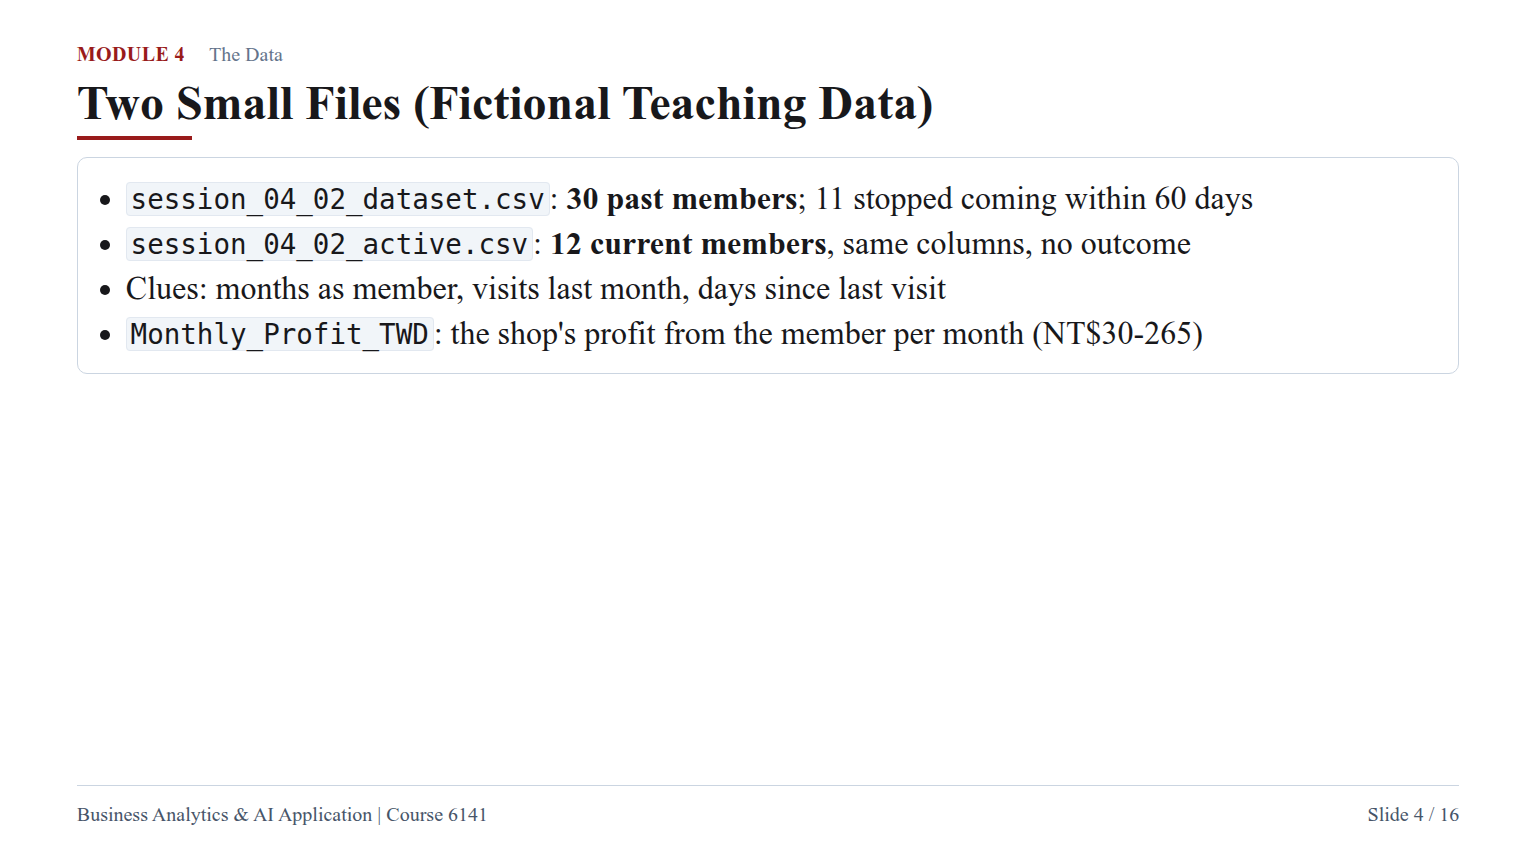 MODULE 4 The Data
Two Small Files (Fictional Teaching Data)
session_04_02_dataset.csv: 30 past members; 11 stopped coming within 60 days
session_04_02_active.csv: 12 current members, same columns, no outcome
Clues: months as member, visits last month, days since last visit
Monthly_Profit_TWD: the shop's profit from the member per month (NT$30-265)
Business Analytics & AI Application | Course 6141
Slide 4 / 16